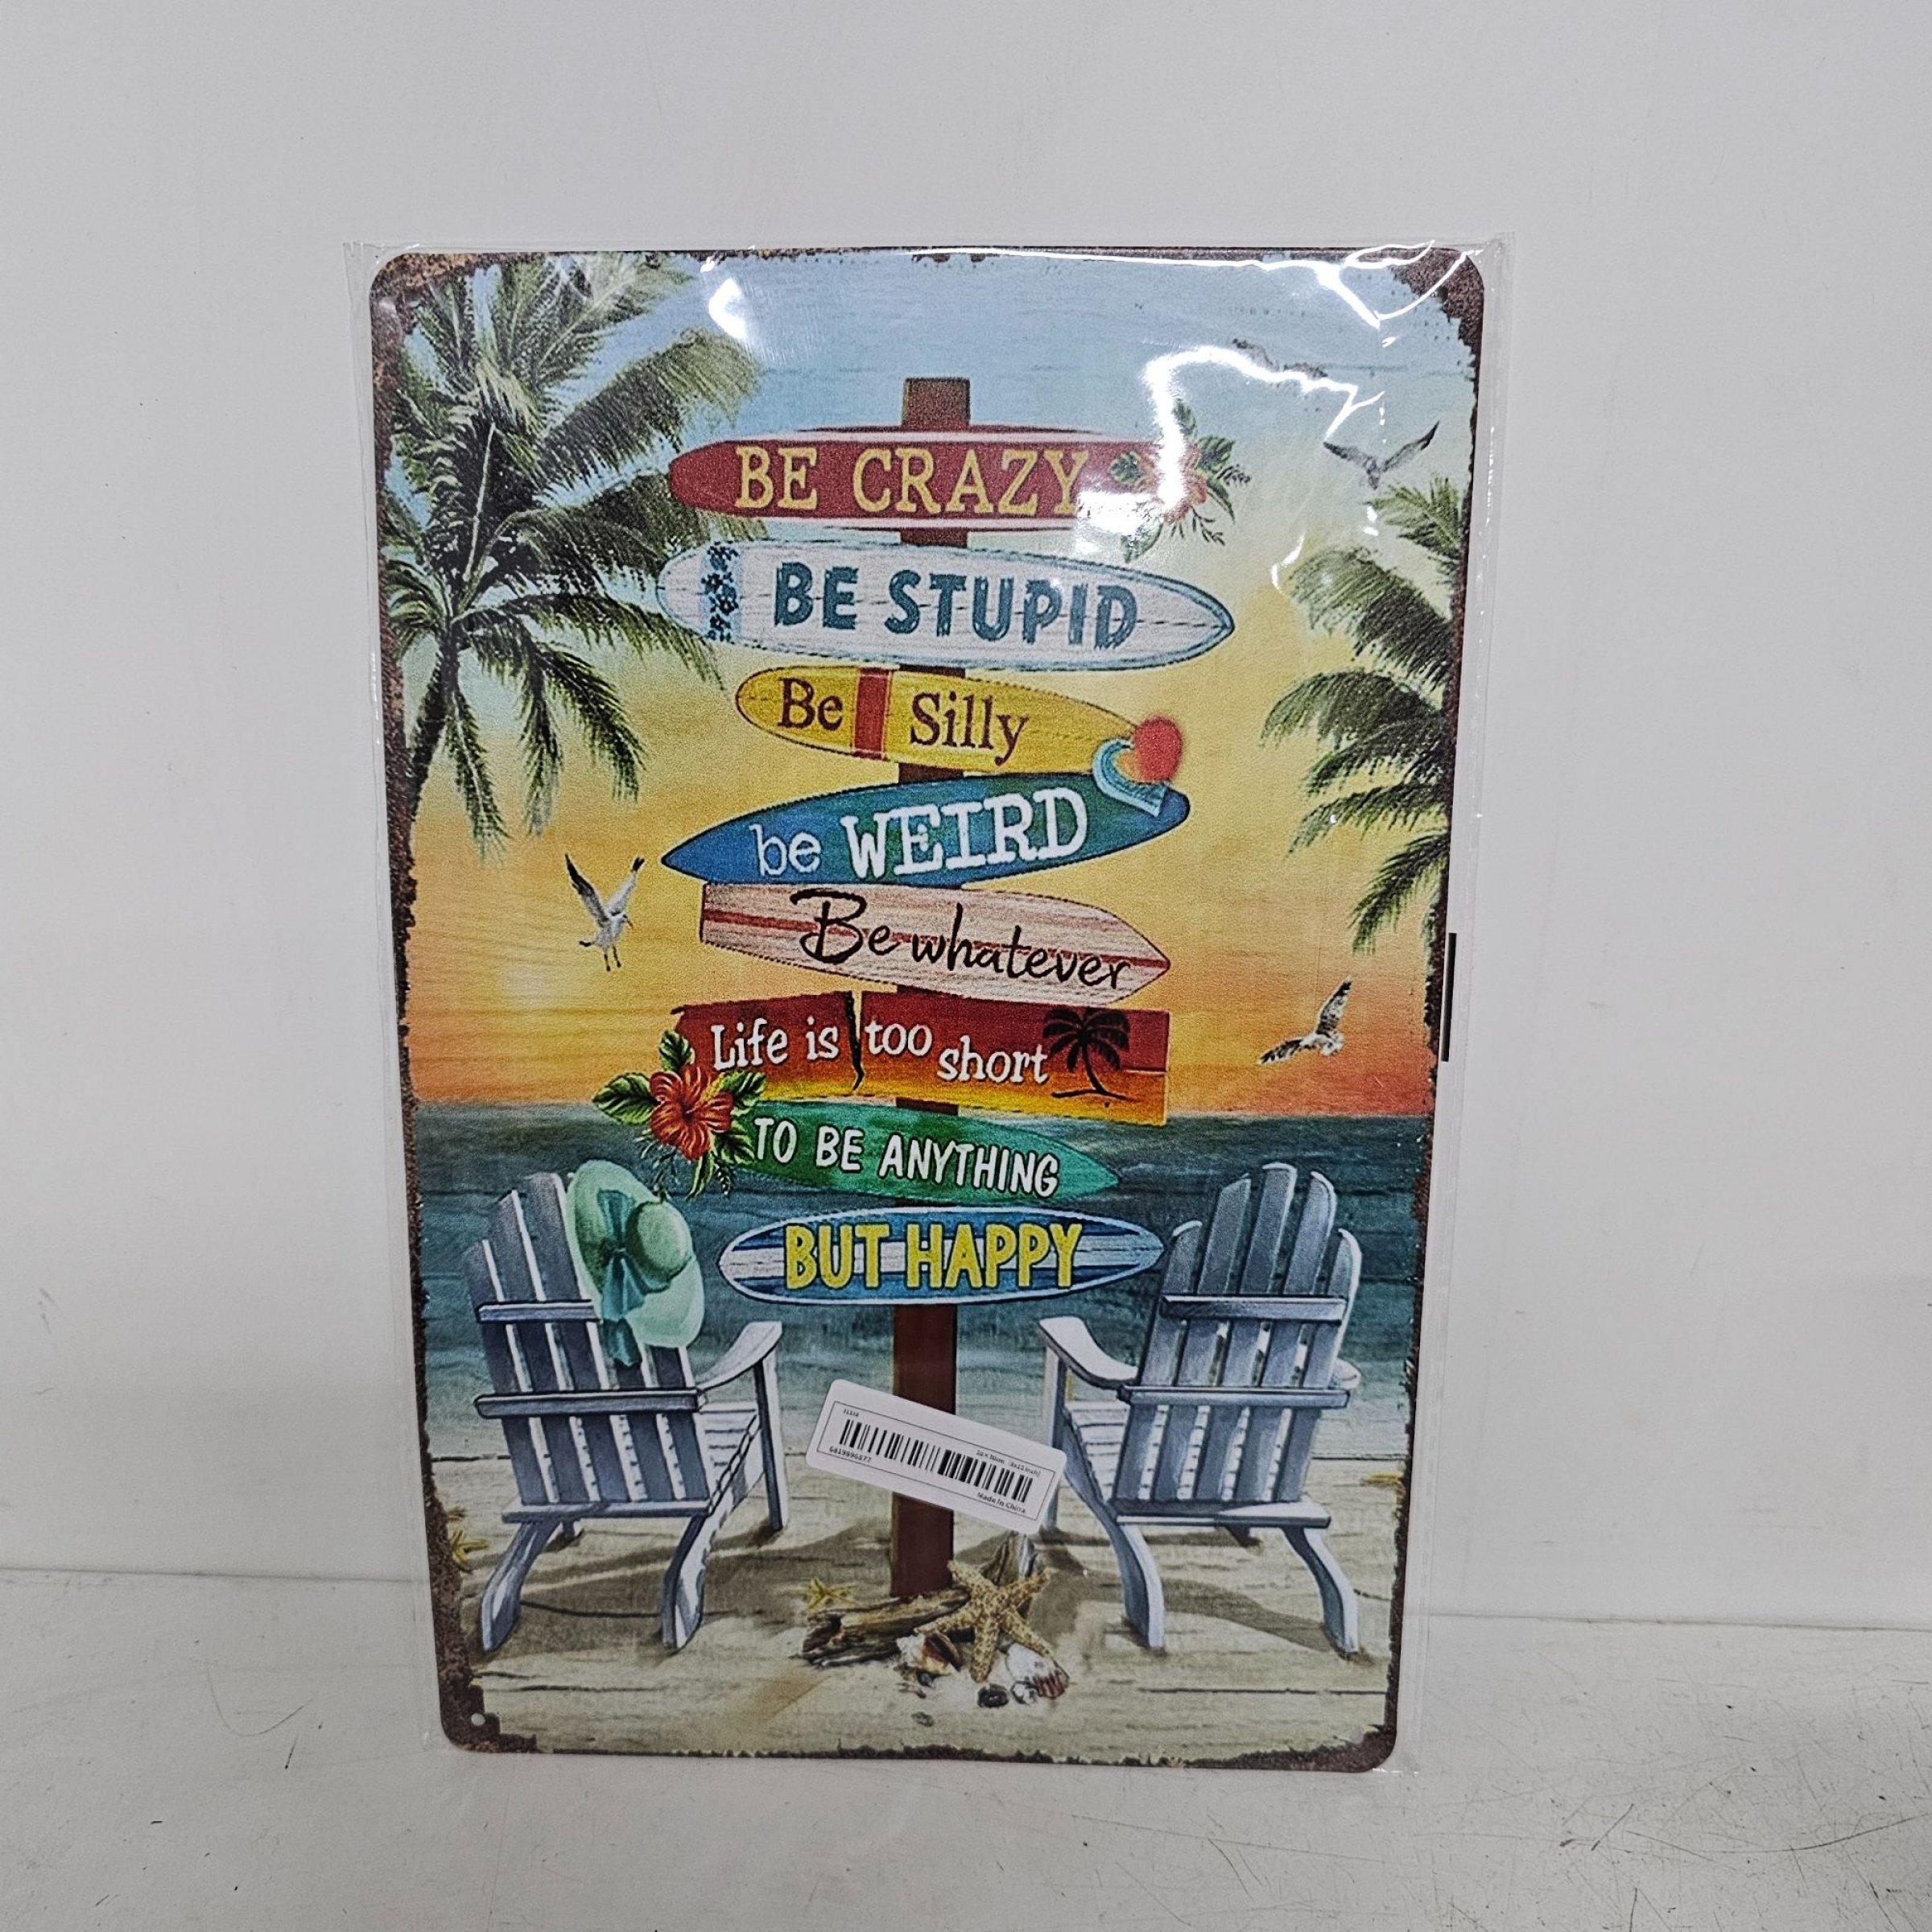 BE CRAZY
BE STUPID
Be Silly
be WEIRD
Be whatever
Life is too short
TO BE ANYTHING
BUT HAPPY
Made In China